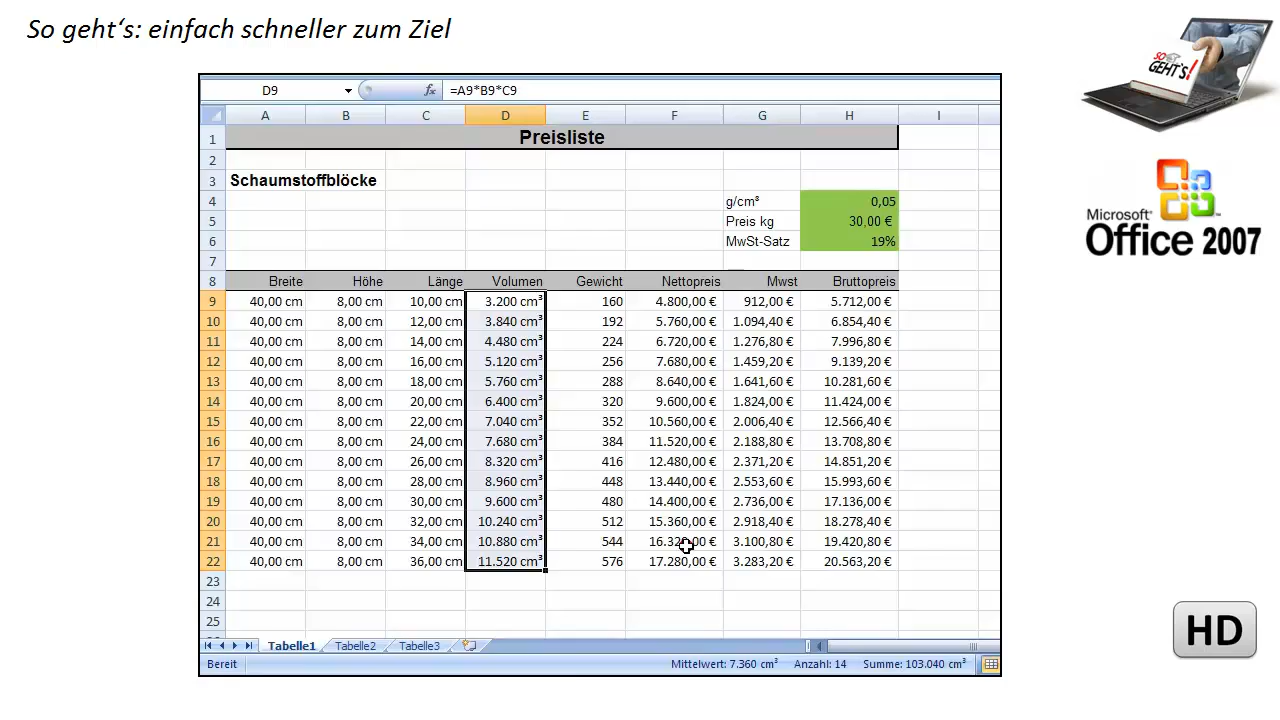 So geht‘s: einfach schneller zum Ziel
SO
GEHT'S!
Microsoft®
Office 2007
HD
D9 fx =A9*B9*C9
A B C D E F G H I
1 Preisliste
2
3 Schaumstoffblöcke
4 g/cm³ 0,05
5 Preis kg 30,00 €
6 MwSt-Satz 19%
7
8 Breite Höhe Länge Volumen Gewicht Nettopreis Mwst Bruttopreis
9 40,00 cm 8,00 cm 10,00 cm 3.200 cm³ 160 4.800,00 € 912,00 € 5.712,00 €
10 40,00 cm 8,00 cm 12,00 cm 3.840 cm³ 192 5.760,00 € 1.094,40 € 6.854,40 €
11 40,00 cm 8,00 cm 14,00 cm 4.480 cm³ 224 6.720,00 € 1.276,80 € 7.996,80 €
12 40,00 cm 8,00 cm 16,00 cm 5.120 cm³ 256 7.680,00 € 1.459,20 € 9.139,20 €
13 40,00 cm 8,00 cm 18,00 cm 5.760 cm³ 288 8.640,00 € 1.641,60 € 10.281,60 €
14 40,00 cm 8,00 cm 20,00 cm 6.400 cm³ 320 9.600,00 € 1.824,00 € 11.424,00 €
15 40,00 cm 8,00 cm 22,00 cm 7.040 cm³ 352 10.560,00 € 2.006,40 € 12.566,40 €
16 40,00 cm 8,00 cm 24,00 cm 7.680 cm³ 384 11.520,00 € 2.188,80 € 13.708,80 €
17 40,00 cm 8,00 cm 26,00 cm 8.320 cm³ 416 12.480,00 € 2.371,20 € 14.851,20 €
18 40,00 cm 8,00 cm 28,00 cm 8.960 cm³ 448 13.440,00 € 2.553,60 € 15.993,60 €
19 40,00 cm 8,00 cm 30,00 cm 9.600 cm³ 480 14.400,00 € 2.736,00 € 17.136,00 €
20 40,00 cm 8,00 cm 32,00 cm 10.240 cm³ 512 15.360,00 € 2.918,40 € 18.278,40 €
21 40,00 cm 8,00 cm 34,00 cm 10.880 cm³ 544 16.320,00 € 3.100,80 € 19.420,80 €
22 40,00 cm 8,00 cm 36,00 cm 11.520 cm³ 576 17.280,00 € 3.283,20 € 20.563,20 €
23
24
25
Tabelle1 Tabelle2 Tabelle3
Bereit Mittelwert: 7.360 cm³ Anzahl: 14 Summe: 103.040 cm³